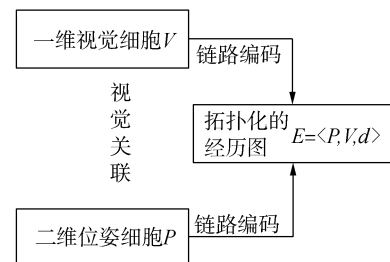 一维视觉细胞V
链路编码
视
觉
关
联
拓扑化的
经历图 E=<P,V,d>
二维位姿细胞P
链路编码